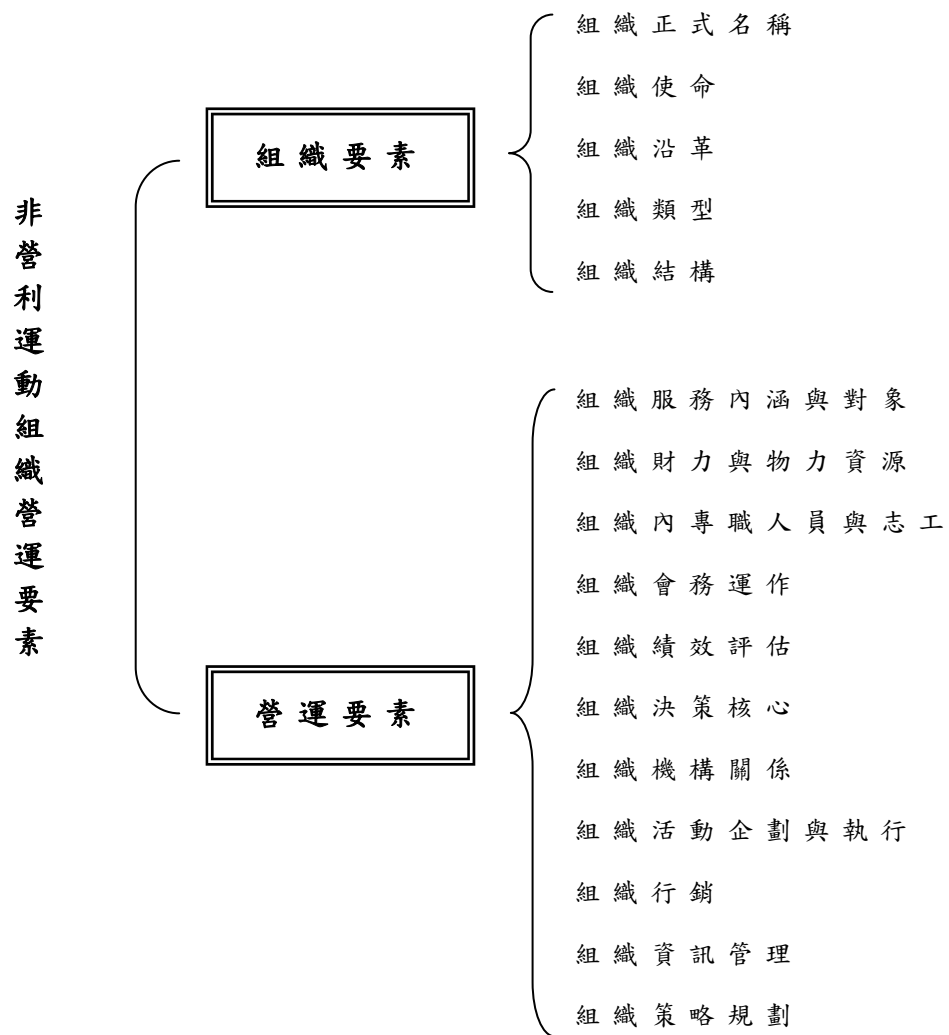 非營利運動組織營運要素
組織要素
組織正式名稱
組織使命
組織沿革
組織類型
組織結構
營運要素
組織服務內涵與對象
組織財力與物力資源
組織內專職人員與志工
組織會務運作
組織績效評估
組織決策核心
組織機構關係
組織活動企劃與執行
組織行銷
組織資訊管理
組織策略規劃